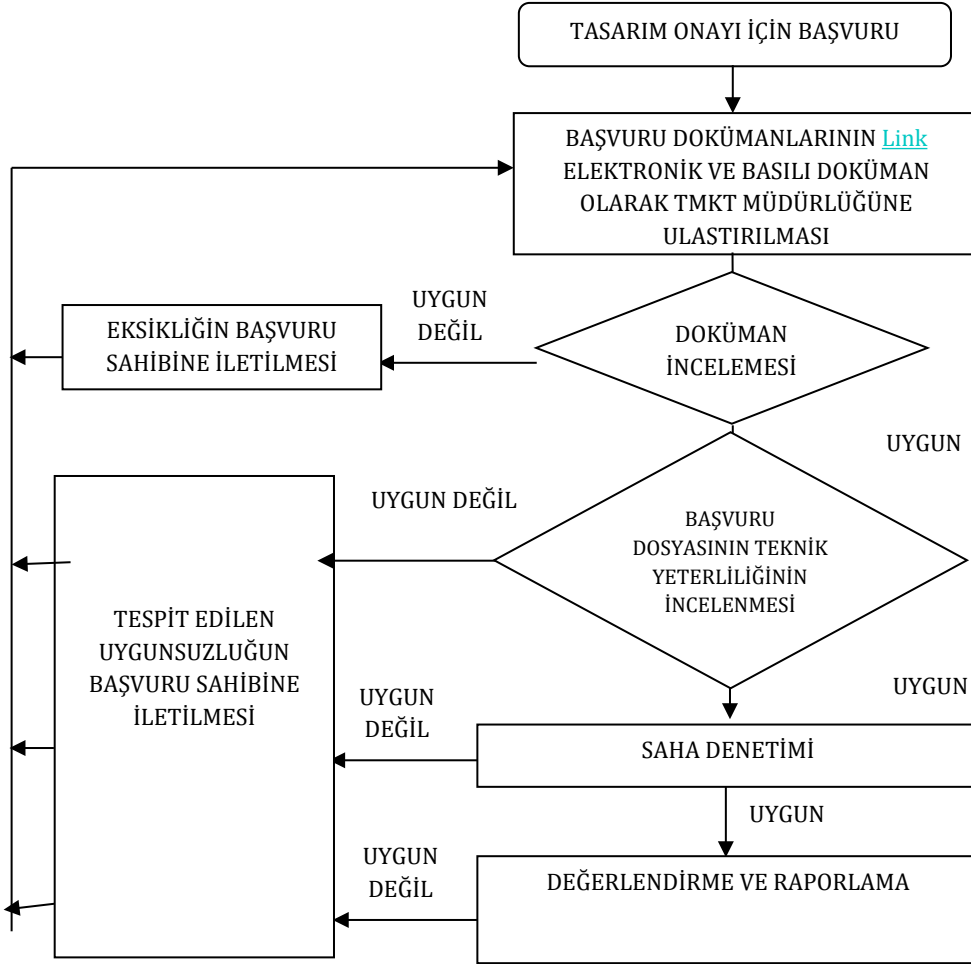 TASARIM ONAYI İÇİN BAŞVURU
BAŞVURU DOKÜMANLARININ Link
ELEKTRONİK VE BASILI DOKÜMAN
OLARAK TMKT MÜDÜRLÜĞÜNE
ULASTIRILMASI
UYGUN
DEĞİL
EKSİKLİĞİN BAŞVURU
SAHİBİNE İLETİLMESİ
DOKÜMAN
İNCELEMESİ
UYGUN
UYGUN DEĞİL
BAŞVURU
DOSYASININ TEKNİK
YETERLİLİĞİNİN
İNCELENMESİ
TESPİT EDİLEN
UYGUNSUZLUĞUN
BAŞVURU SAHİBİNE
İLETİLMESİ
UYGUN
UYGUN
DEĞİL
SAHA DENETİMİ
UYGUN
UYGUN
DEĞİL
DEĞERLENDİRME VE RAPORLAMA